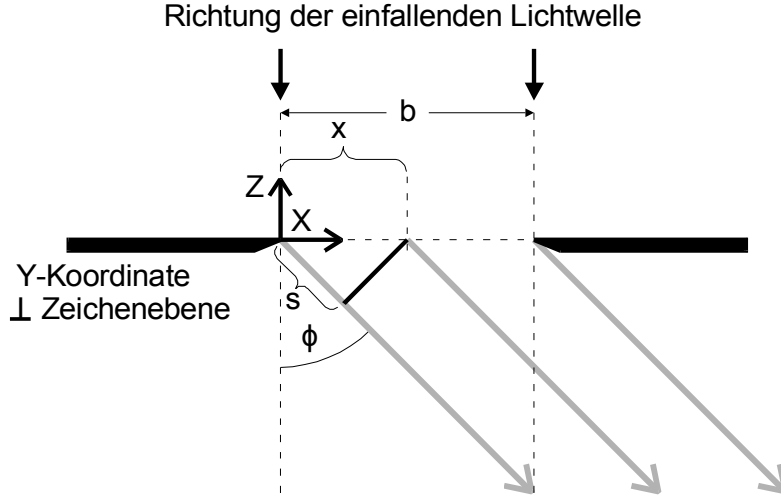 Richtung der einfallenden Lichtwelle
b
x
Z
X
Y-Koordinate
⊥ Zeichenebene
s
ϕ